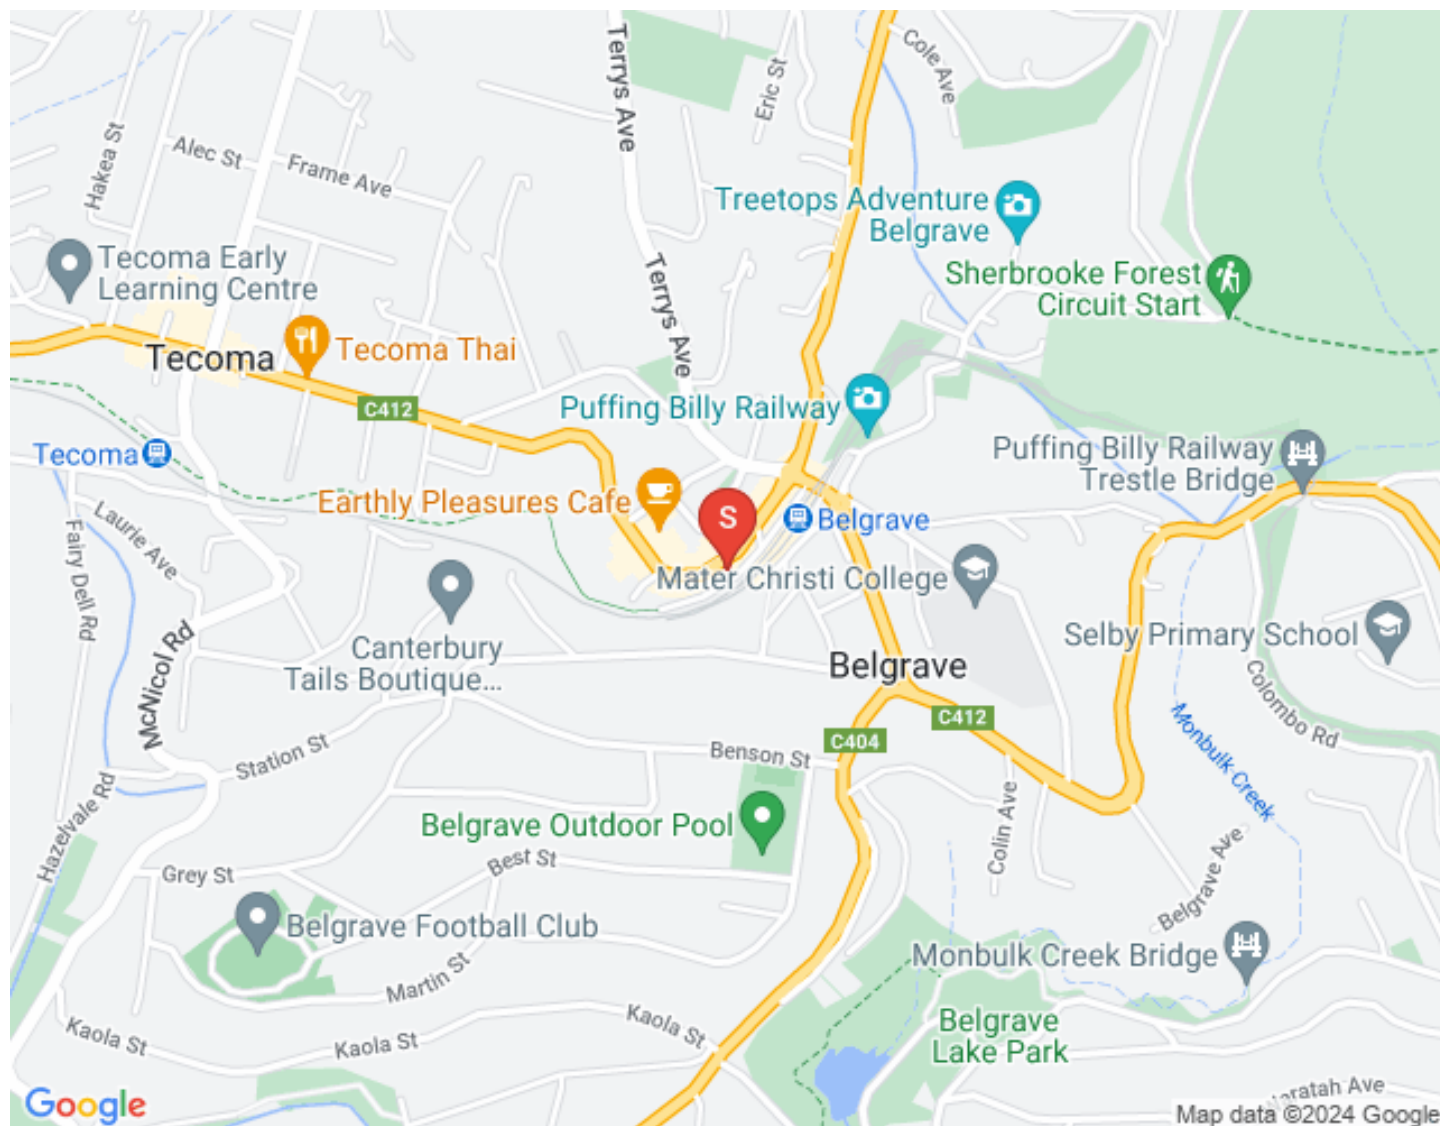 Terrys Ave
Eric St
Cole Ave
Hakea St
Alec St
Frame Ave
Treetops Adventure
Belgrave
Tecoma Early
Learning Centre
Terrys Ave
Sherbrooke Forest
Circuit Start
Tecoma
Tecoma Thai
C412
Puffing Billy Railway
Tecoma
Puffing Billy Railway
Trestle Bridge
Earthly Pleasures Cafe
S
Belgrave
Laurie Ave
Fairy Dell Rd
Mater Christi College
McNicol Rd
Canterbury
Tails Boutique...
Selby Primary School
Belgrave
Colombo Rd
C412
C404
Station St
Benson St
Monbulk Creek
Hazelvale Rd
Belgrave Outdoor Pool
Colin Ave
Grey St
Best St
Belgrave Ave
Belgrave Football Club
Martin St
Monbulk Creek Bridge
Kaola St
Kaola St
Kaola St
Belgrave
Lake Park
Google
Map data ©2024 Google